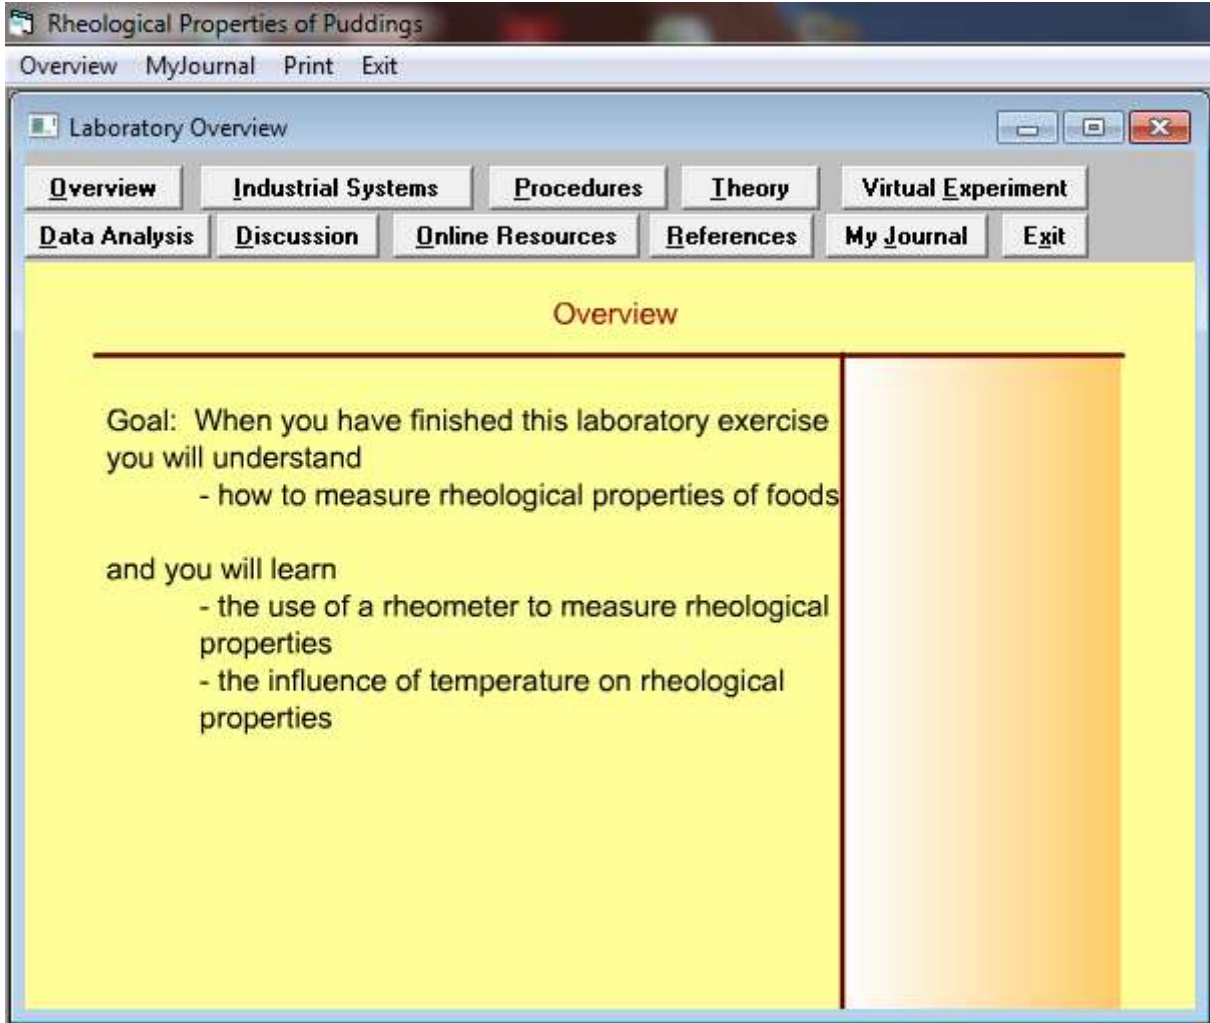 Rheological Properties of Puddings
Overview MyJournal Print Exit
Laboratory Overview
Overview Industrial Systems Procedures Theory Virtual Experiment
Data Analysis Discussion Online Resources References My Journal Exit
Overview
Goal: When you have finished this laboratory exercise
you will understand
- how to measure rheological properties of foods
and you will learn
- the use of a rheometer to measure rheological
properties
- the influence of temperature on rheological
properties